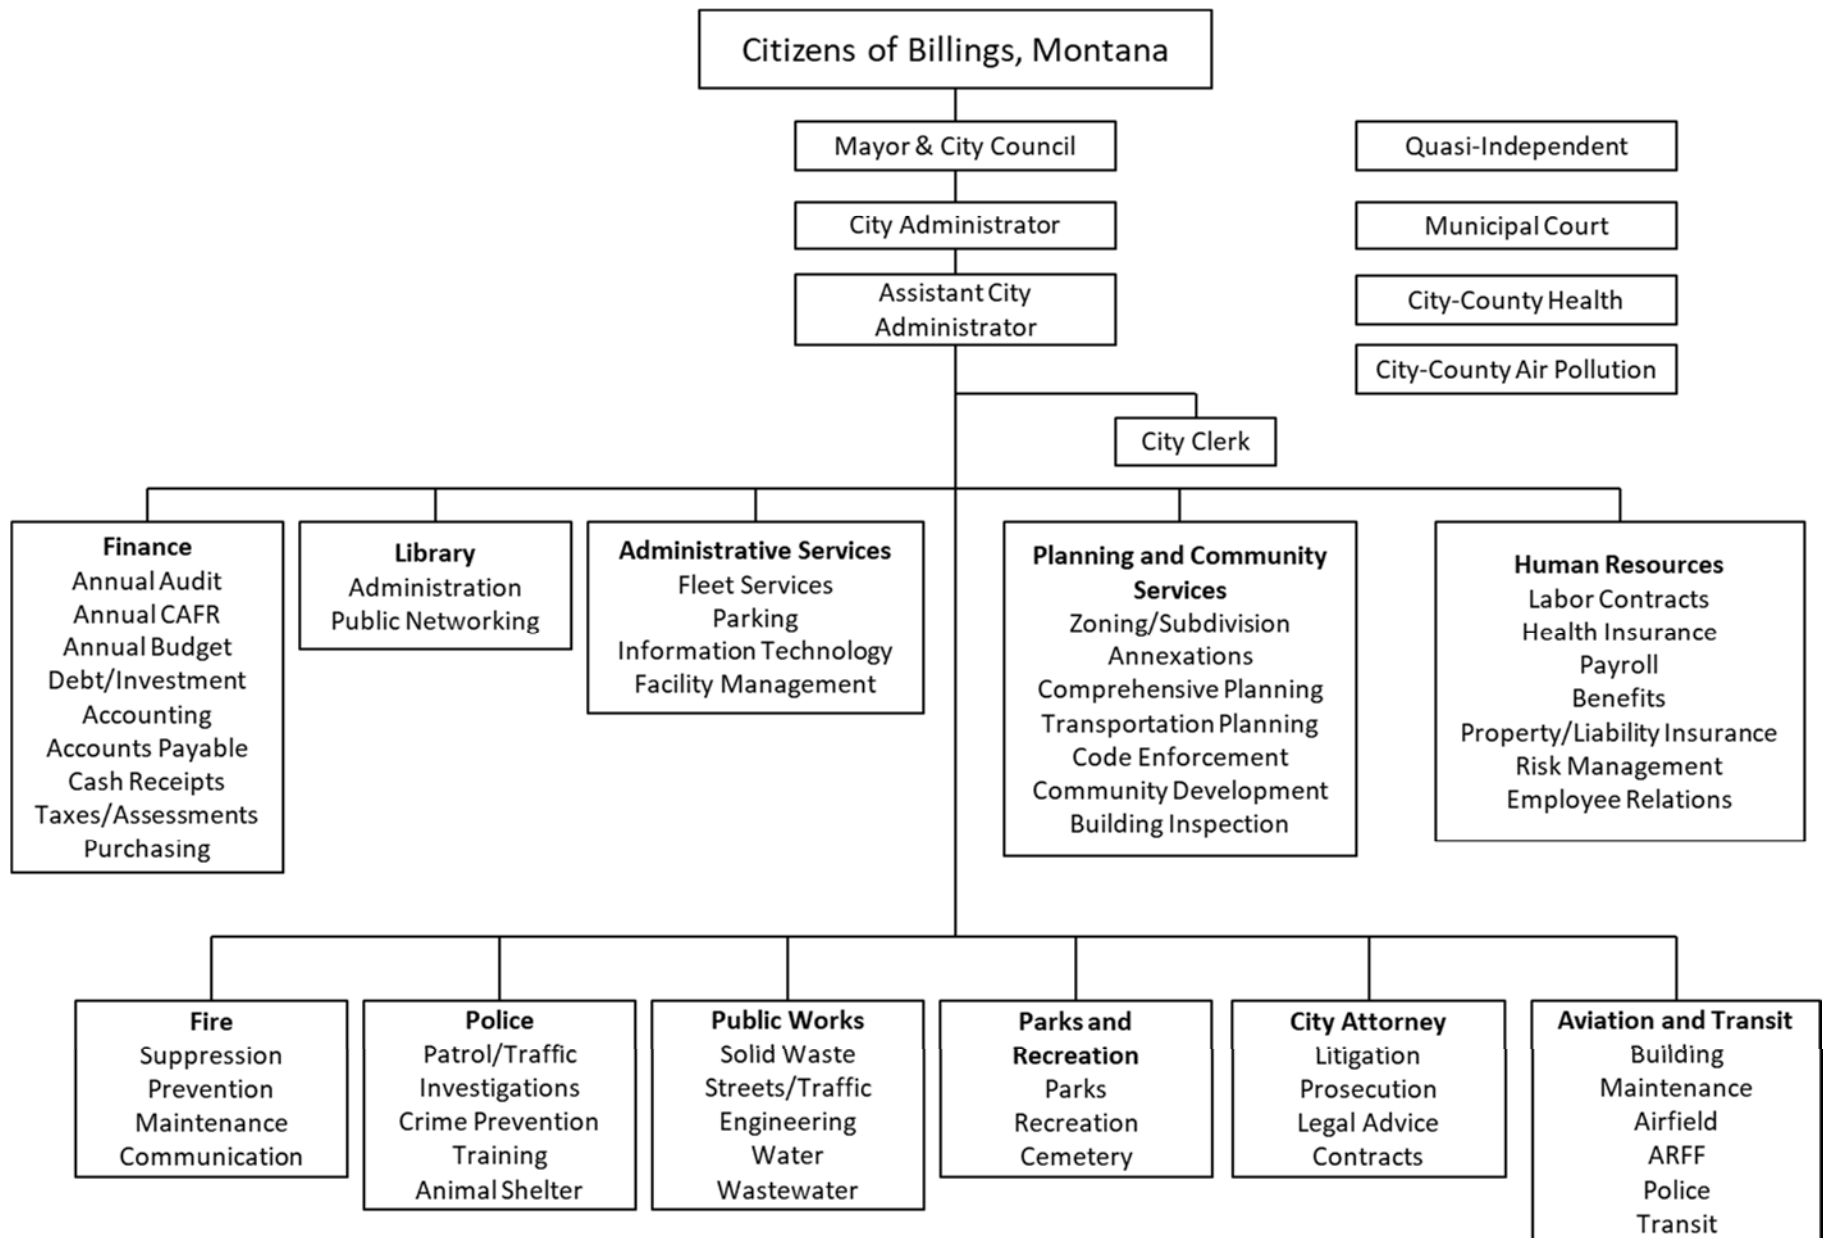 Citizens of Billings, Montana
Mayor & City Council
Quasi-Independent
City Administrator
Municipal Court
Assistant City
Administrator
City-County Health
City-County Air Pollution
City Clerk
Finance
Annual Audit
Annual CAFR
Annual Budget
Debt/Investment
Accounting
Accounts Payable
Cash Receipts
Taxes/Assessments
Purchasing
Library
Administration
Public Networking
Administrative Services
Fleet Services
Parking
Information Technology
Facility Management
Planning and Community
Services
Zoning/Subdivision
Annexations
Comprehensive Planning
Transportation Planning
Code Enforcement
Community Development
Building Inspection
Human Resources
Labor Contracts
Health Insurance
Payroll
Benefits
Property/Liability Insurance
Risk Management
Employee Relations
Fire
Suppression
Prevention
Maintenance
Communication
Police
Patrol/Traffic
Investigations
Crime Prevention
Training
Animal Shelter
Public Works
Solid Waste
Streets/Traffic
Engineering
Water
Wastewater
Parks and
Recreation
Parks
Recreation
Cemetery
City Attorney
Litigation
Prosecution
Legal Advice
Contracts
Aviation and Transit
Building
Maintenance
Airfield
ARFF
Police
Transit